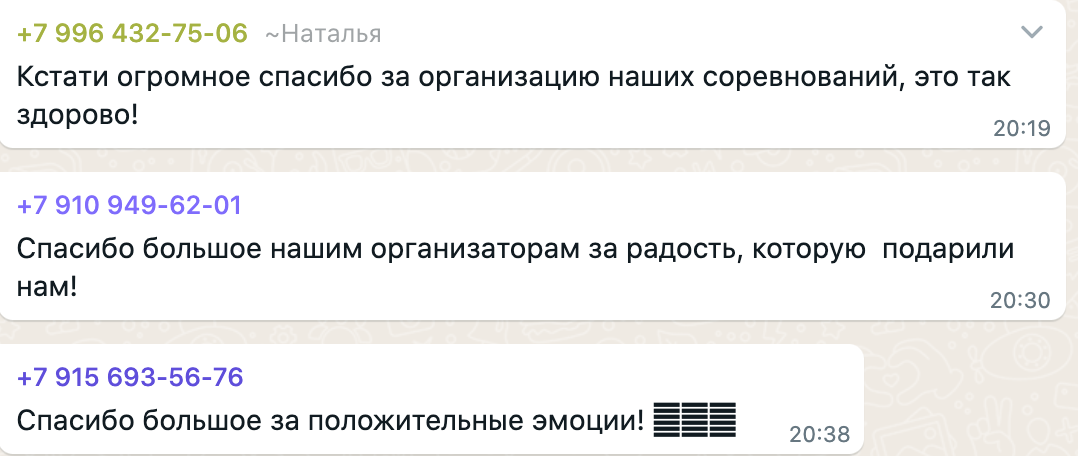 +7 996 432-75-06 ~Наталья
Кстати огромное спасибо за организацию наших соревнований, это так
здорово!
20:19
+7 910 949-62-01
Спасибо большое нашим организаторам за радость, которую  подарили
нам!
20:30
+7 915 693-56-76
Спасибо большое за положительные эмоции! 𝄜𝄜𝄜
20:38